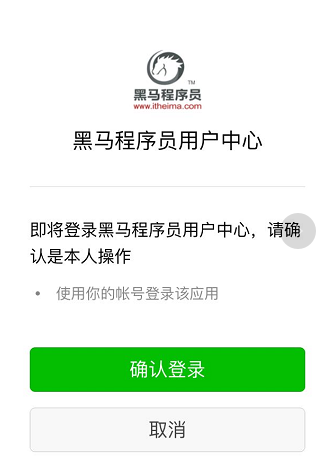 TM
黑马程序员
www.itheima.com
黑马程序员用户中心
即将登录黑马程序员用户中心，请确
认是本人操作
• 使用你的帐号登录该应用
确认登录
取消